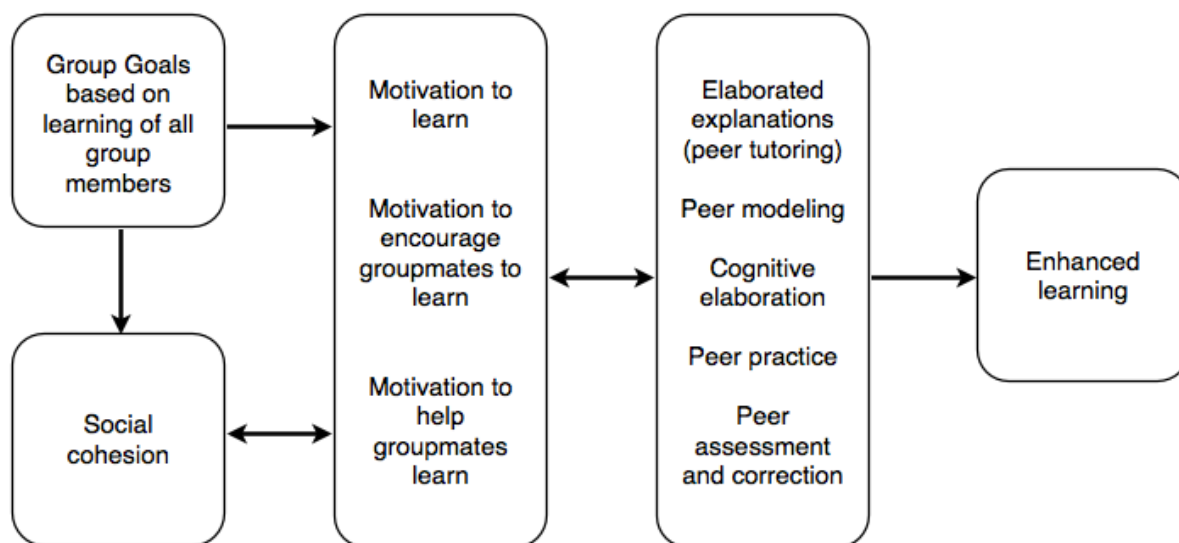 Group Goals
based on
learning of all
group
members
Social
cohesion
Motivation to
learn
Motivation to
encourage
groupmates to
learn
Motivation to
help
groupmates
learn
Elaborated
explanations
(peer tutoring)
Peer modeling
Cognitive
elaboration
Peer practice
Peer
assessment
and correction
Enhanced
learning